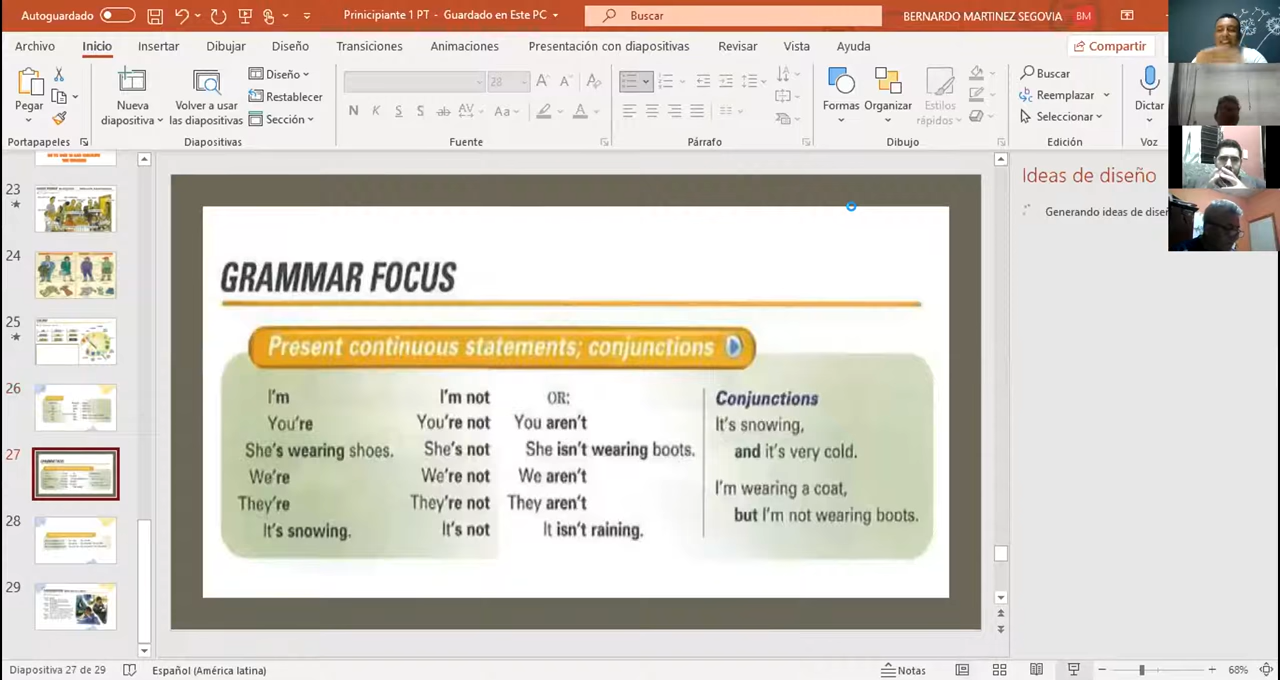 Autoguardado
Prinicipiante 1 PT - Guardado en Este PC
Buscar
BERNARDO MARTINEZ SEGOVIA
BM
Archivo Inicio Insertar Dibujar Diseño Transiciones Animaciones Presentación con diapositivas Revisar Vista Ayuda
Compartir
Pegar
Nueva diapositiva
Volver a usar las diapositivas
Diseño
Restablecer
Sección
28
N K S S ab AV Aa A
Formas
Organizar
Estilos rápidos
Buscar
Reemplazar
Seleccionar
Dictar
Portapapeles Diapositivas Fuente Párrafo Dibujo Edición Voz
23
24
25
26
27
28
29
GRAMMAR FOCUS
Present continuous statements; conjunctions
I'm I'm not OR: Conjunctions
You're You're not You aren't It's snowing,
She's wearing shoes. She's not She isn't wearing boots. and it's very cold.
We're We're not We aren't I'm wearing a coat,
They're They're not They aren't but I'm not wearing boots.
It's snowing. It's not It isn't raining.
Ideas de diseño
Generando ideas de
Diapositiva 27 de 29
Español (América latina)
Notas
68%